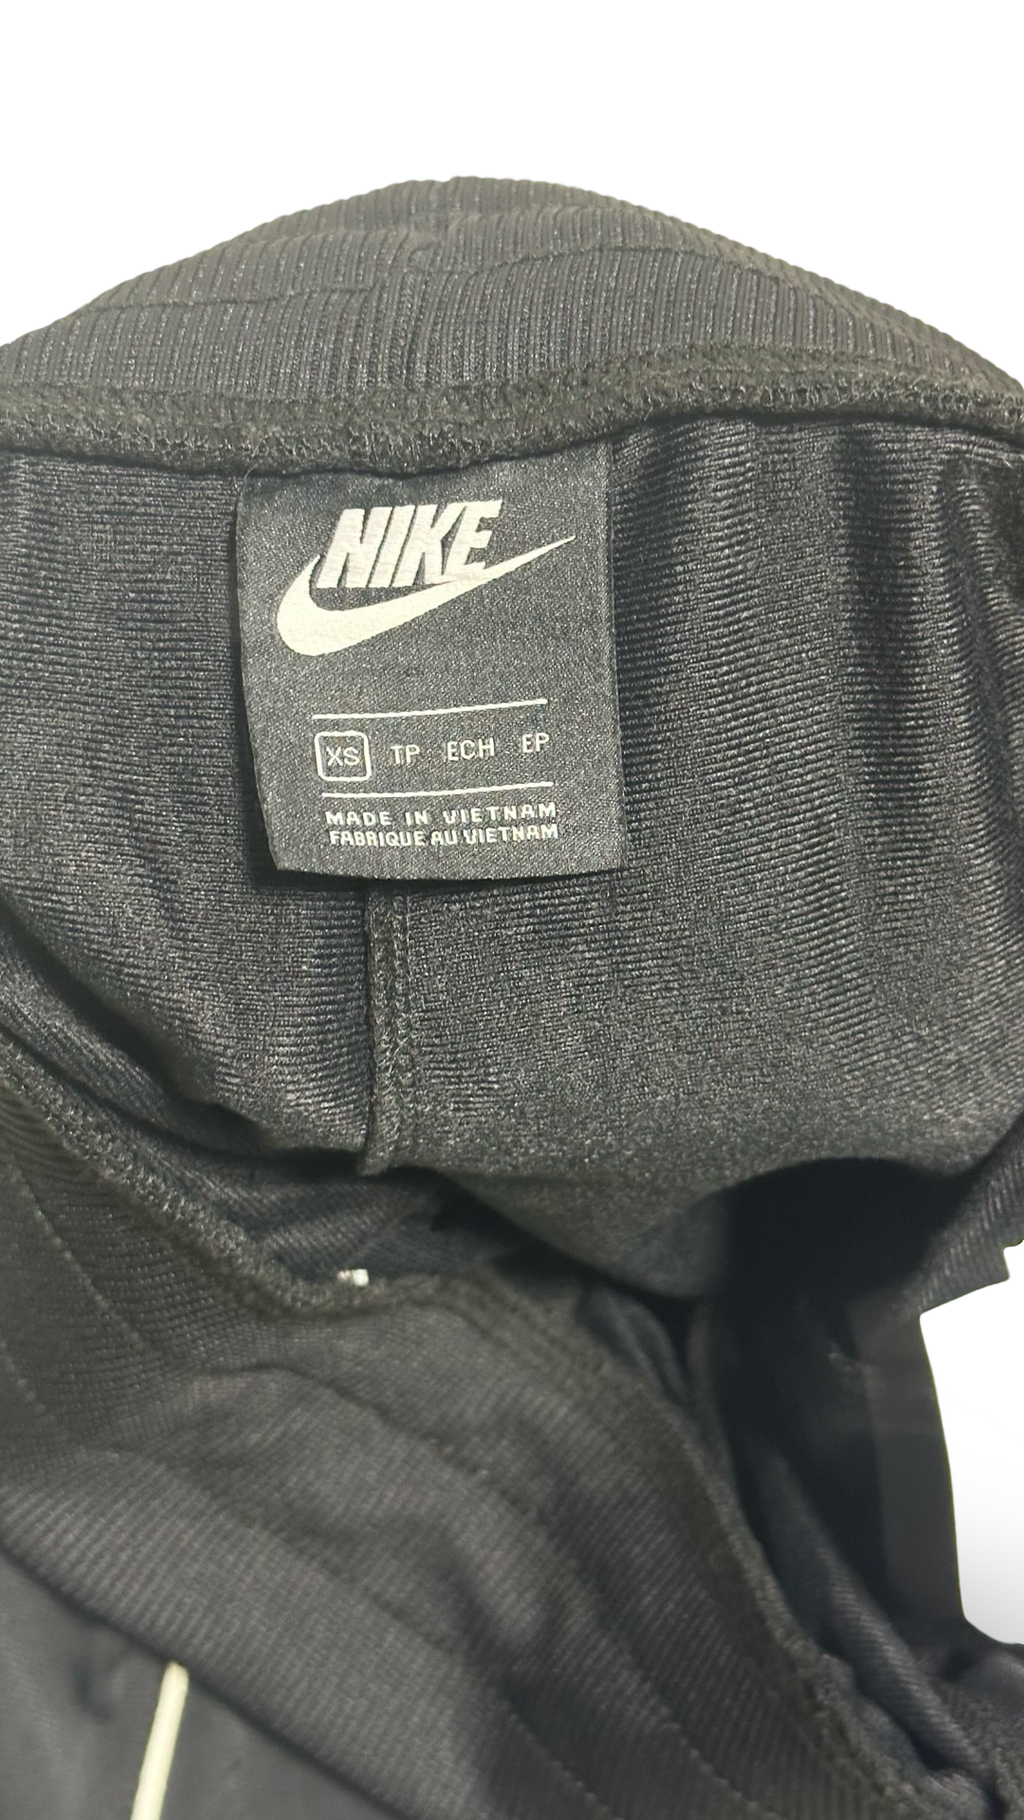 NIKE
XS TP ECH EP
MADE IN VIETNAM
FABRIQUE AU VIETNAM